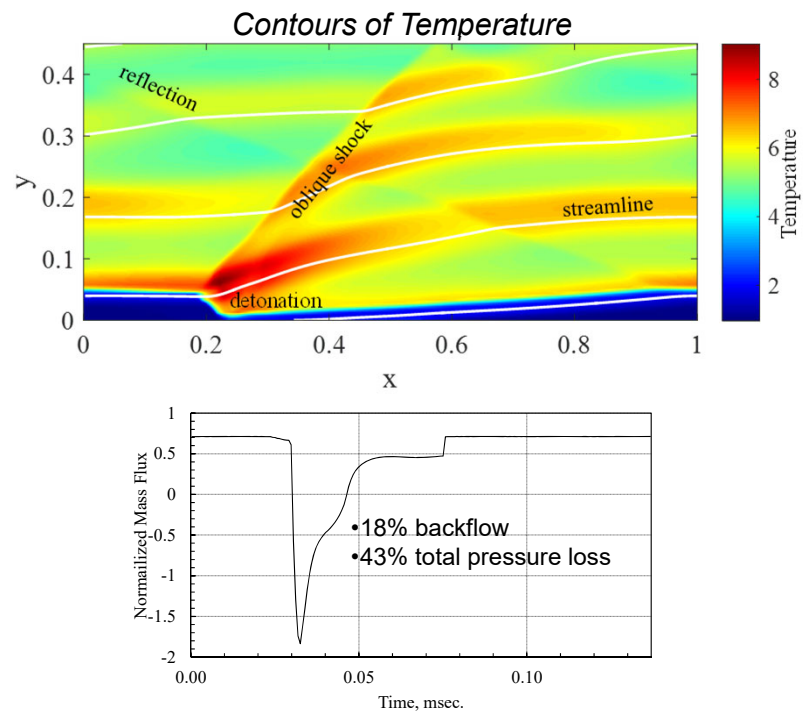 Contours of Temperature
0.4
0.3
0.2
0.1
0
y
reflection
oblique shock
streamline
detonation
0 0.2 0.4 0.6 0.8 1
x
8
6
4
2
Temperature
1
0.5
0
-0.5
-1
-1.5
-2
Normailized Mass Flux
•18% backflow
•43% total pressure loss
0.00 0.05 0.10
Time, msec.